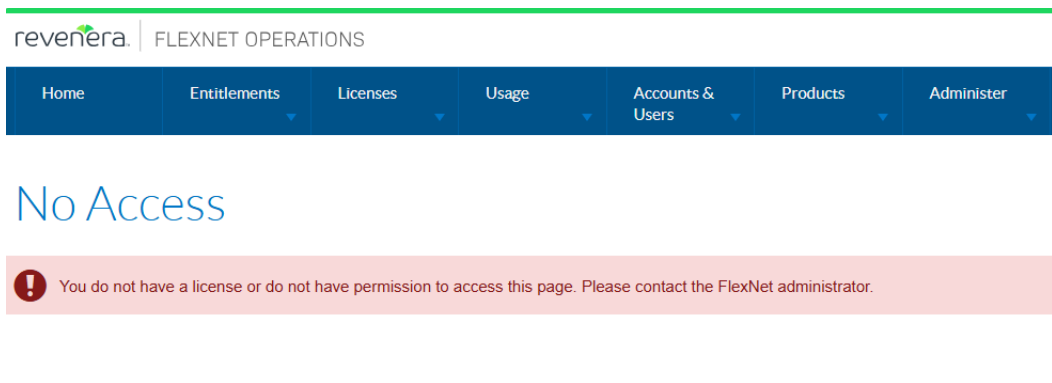 revenera. FLEXNET OPERATIONS
Home Entitlements Licenses Usage Accounts & Users Products Administer
No Access
You do not have a license or do not have permission to access this page. Please contact the FlexNet administrator.